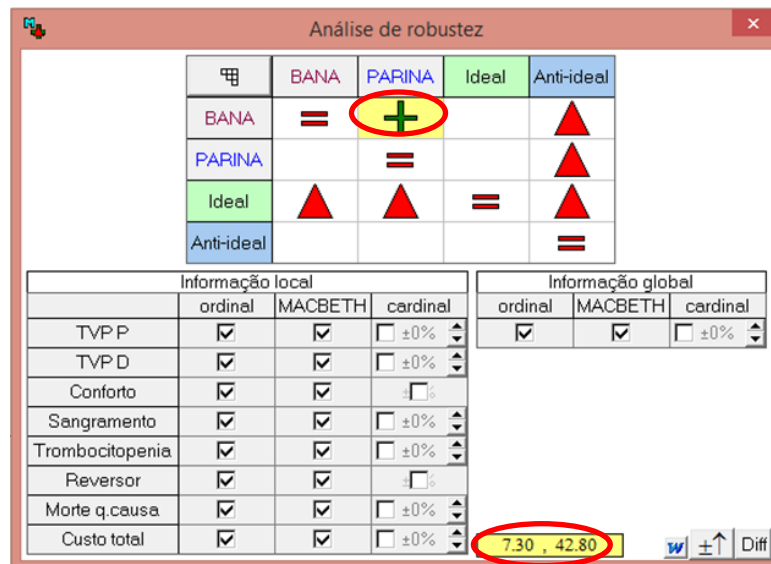 Análise de robustez
BANA PARINA Ideal Anti-ideal
BANA = +
PARINA =
Ideal =
Anti-ideal =
Informação local
ordinal MACBETH cardinal
TVP P ±0%
TVP D ±0%
Conforto
Sangramento ±0%
Trombocitopenia ±0%
Reversor
Morte q.causa ±0%
Custo total ±0%
Informação global
ordinal MACBETH cardinal
±0%
7.30 , 42.80
w ±↑ Diff